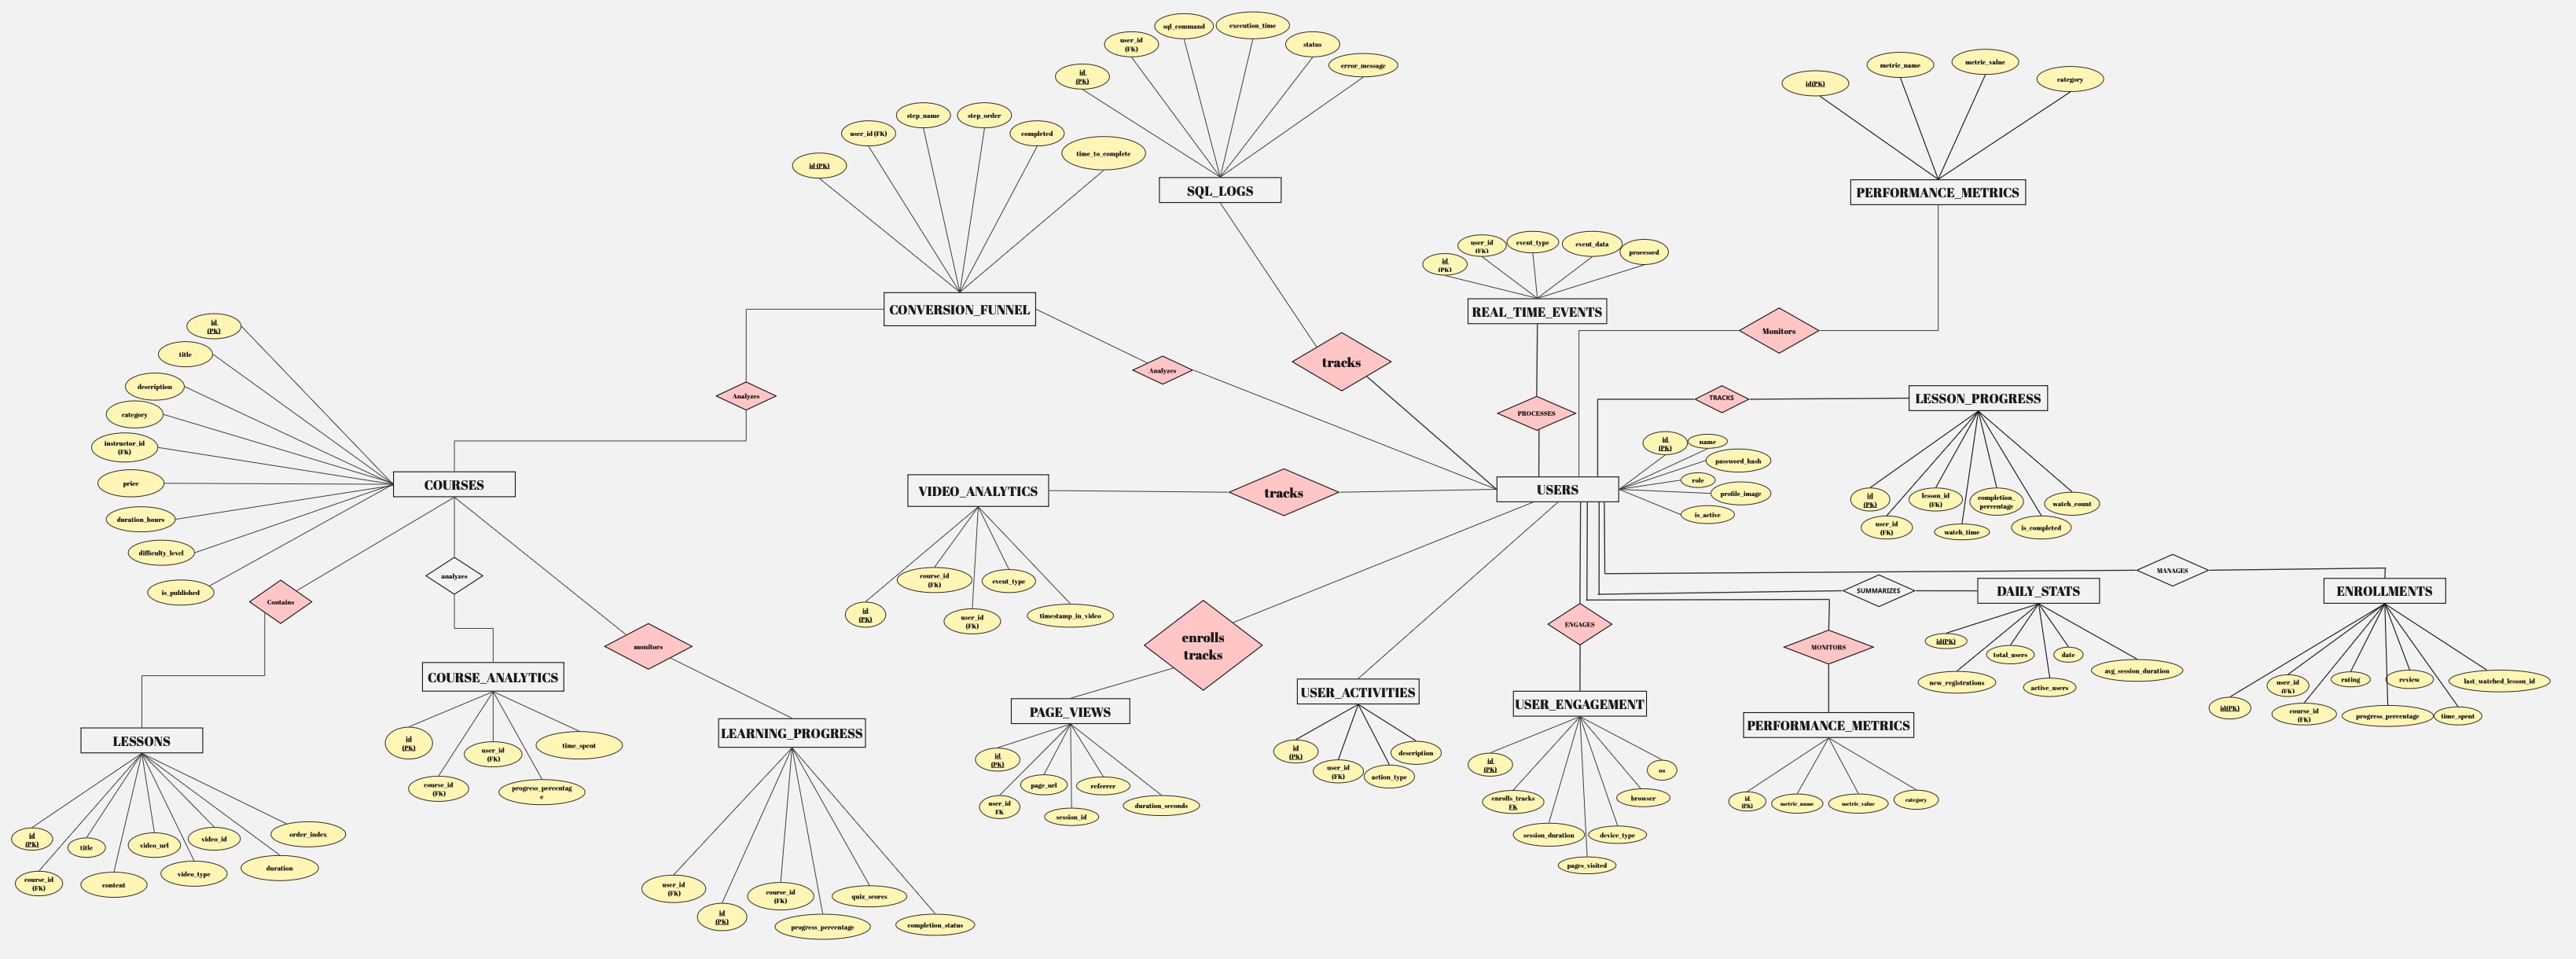 id
(PK)
user_id
(FK)
sql_command
execution_time
status
error_message
SQL_LOGS
id(PK)
metric_name
metric_value
category
PERFORMANCE_METRICS
id (PK)
user_id (FK)
step_name
step_order
completed
time_to_complete
CONVERSION_FUNNEL
id
(PK)
user_id
(FK)
event_type
event_data
processed
REAL_TIME_EVENTS
Monitors
tracks
Analyzes
Analyzes
PROCESSES
TRACKS
LESSON_PROGRESS
id
(PK)
user_id
(FK)
lesson_id
(FK)
watch_time
completion_
percentage
is_completed
watch_count
id
(PK)
title
description
category
instructor_id
(FK)
price
duration_hours
difficulty_level
is_published
COURSES
VIDEO_ANALYTICS
tracks
USERS
id
(PK)
name
password_hash
role
profile_image
is_active
id
(PK)
course_id
(FK)
user_id
(FK)
event_type
timestamp_in_video
Contains
analyzes
monitors
enrolls
tracks
ENGAGES
MONITORS
SUMMARIZES
MANAGES
DAILY_STATS
id(PK)
new_registrations
total_users
active_users
date
avg_session_duration
ENROLLMENTS
id(PK)
user_id
(FK)
course_id
(FK)
rating
progress_percentage
review
time_spent
last_watched_lesson_id
LESSONS
id
(PK)
course_id
(FK)
title
content
video_url
video_type
video_id
duration
order_index
COURSE_ANALYTICS
id
(PK)
course_id
(FK)
user_id
(FK)
progress_percentag
e
time_spent
LEARNING_PROGRESS
user_id
(FK)
id
(PK)
course_id
(FK)
progress_percentage
quiz_scores
completion_status
PAGE_VIEWS
id
(PK)
user_id
FK
page_url
session_id
referrer
duration_seconds
USER_ACTIVITIES
id
(PK)
user_id
(FK)
action_type
description
USER_ENGAGEMENT
id
(PK)
enrolls_tracks
FK
session_duration
pages_visited
device_type
browser
os
PERFORMANCE_METRICS
id
(PK)
metric_name
metric_value
category